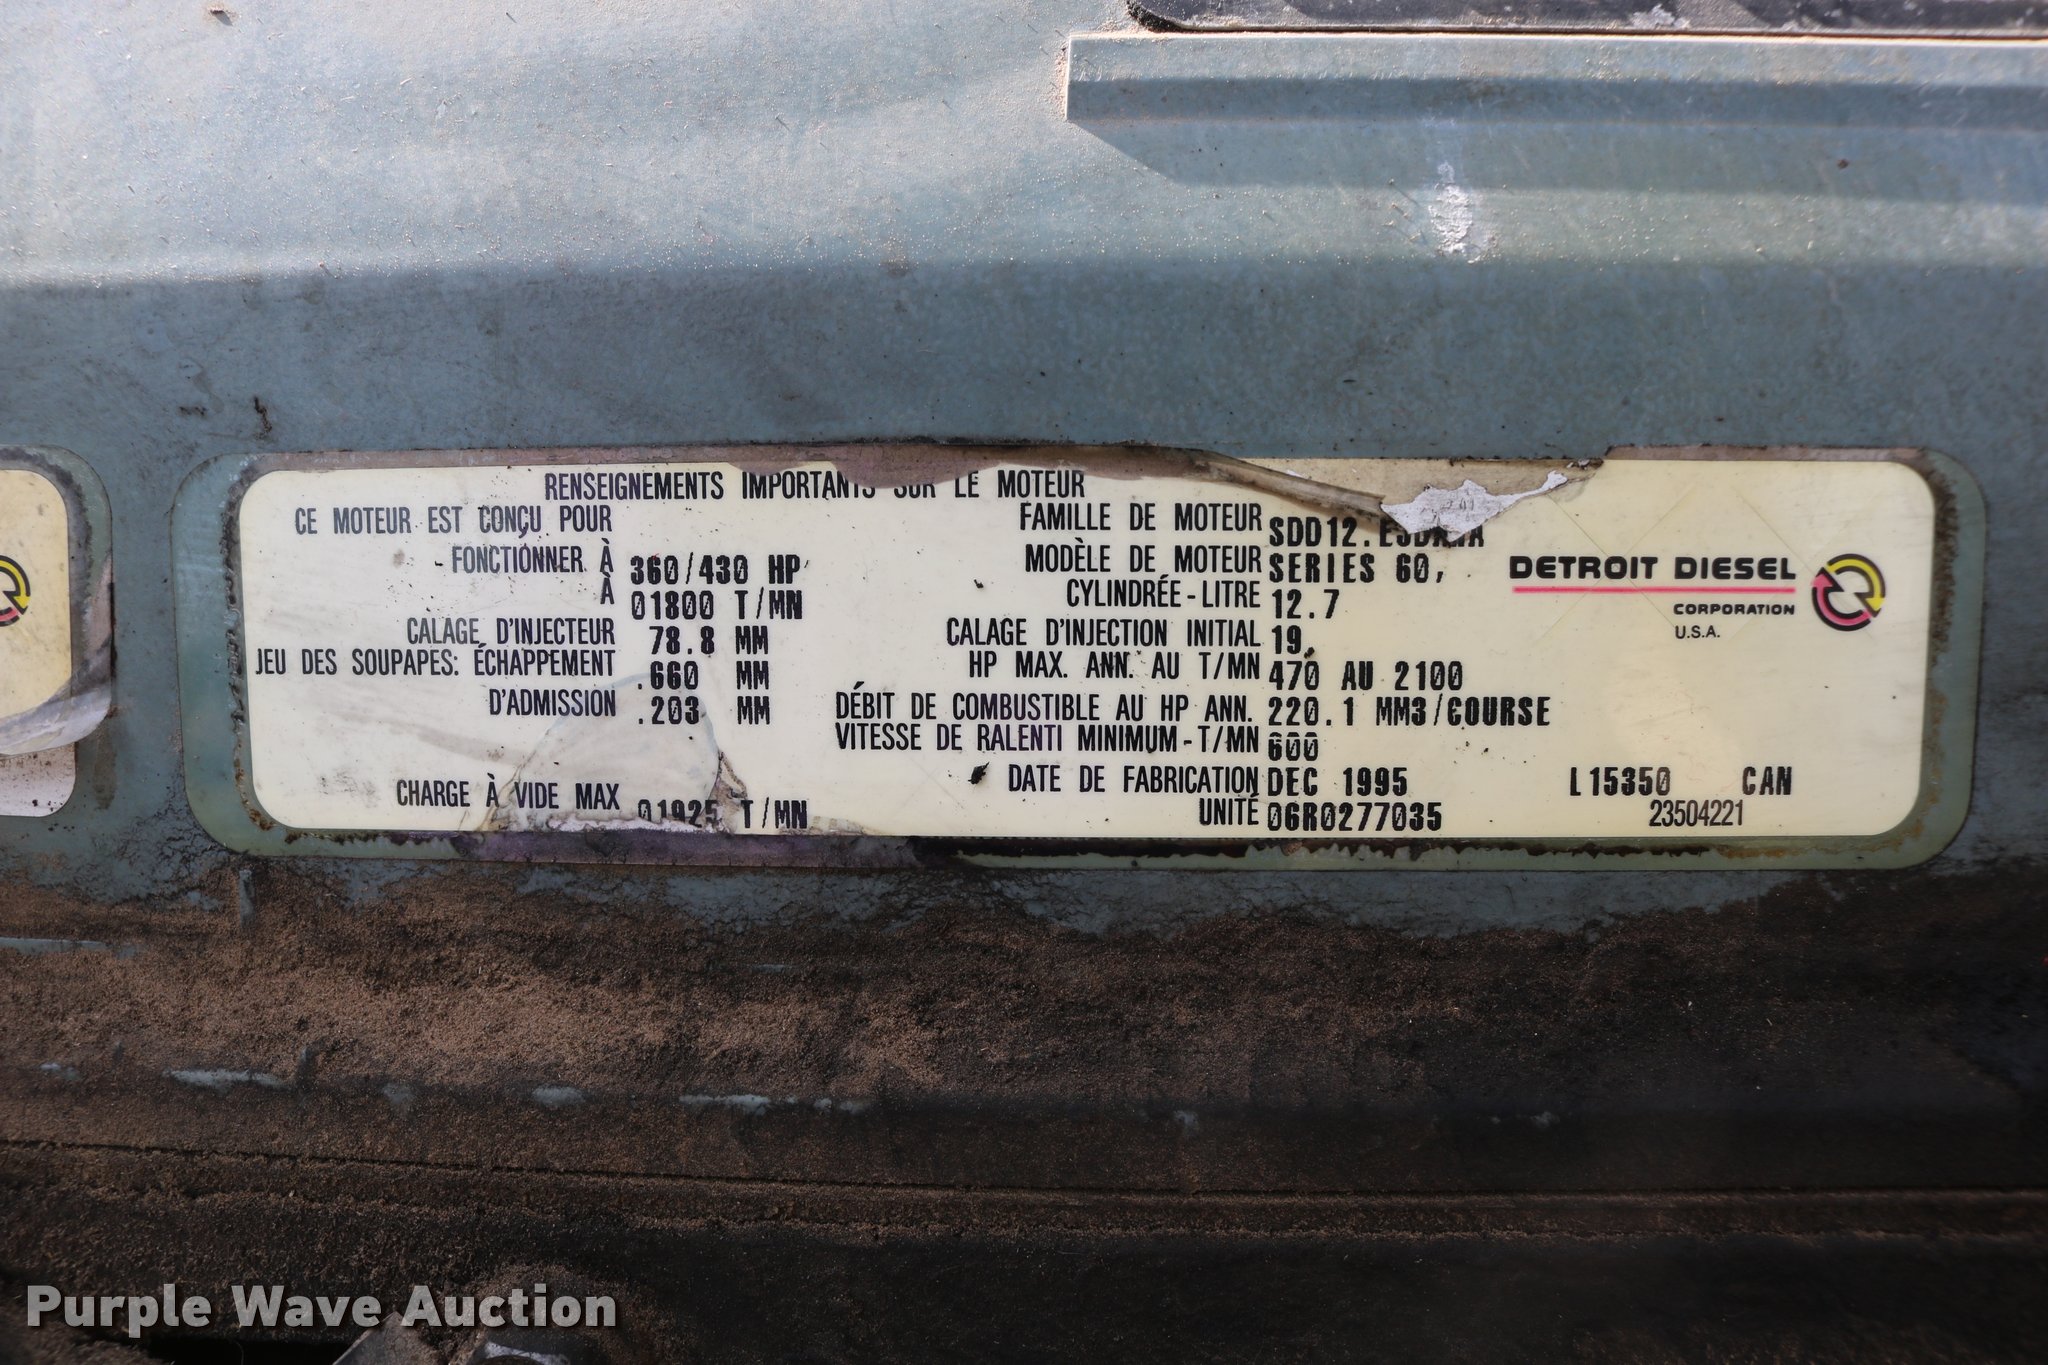 RENSEIGNEMENTS IMPORTANTS SUR LE MOTEUR
CE MOTEUR EST CONÇU POUR
FONCTIONNER À 360/430 HP
À 01800 T/MN
CALAGE D'INJECTEUR 78.8 MM
JEU DES SOUPAPES: ÉCHAPPEMENT .660 MM
D'ADMISSION .203 MM
CHARGE À VIDE MAX 01925 T/MN
FAMILLE DE MOTEUR
MODÈLE DE MOTEUR SERIES 60,
CYLINDRÉE-LITRE 12.7
CALAGE D'INJECTION INITIAL 19,
HP MAX. ANN. AU T/MN 470 AU 2100
DÉBIT DE COMBUSTIBLE AU HP ANN. 220.1 MM3/COURSE
VITESSE DE RALENTI MINIMUM-T/MN 600
DATE DE FABRICATION DEC 1995
UNITÉ 06R0277035
DETROIT DIESEL
CORPORATION
U.S.A.
L15350 CAN
23504221
Purple Wave Auction